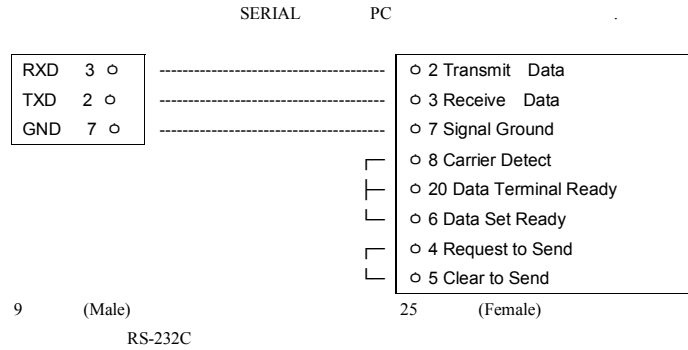 SERIAL PC .
RXD 3 2 Transmit Data
TXD 2 3 Receive Data
GND 7 7 Signal Ground
8 Carrier Detect
20 Data Terminal Ready
6 Data Set Ready
4 Request to Send
5 Clear to Send
9 (Male) 25 (Female)
RS-232C